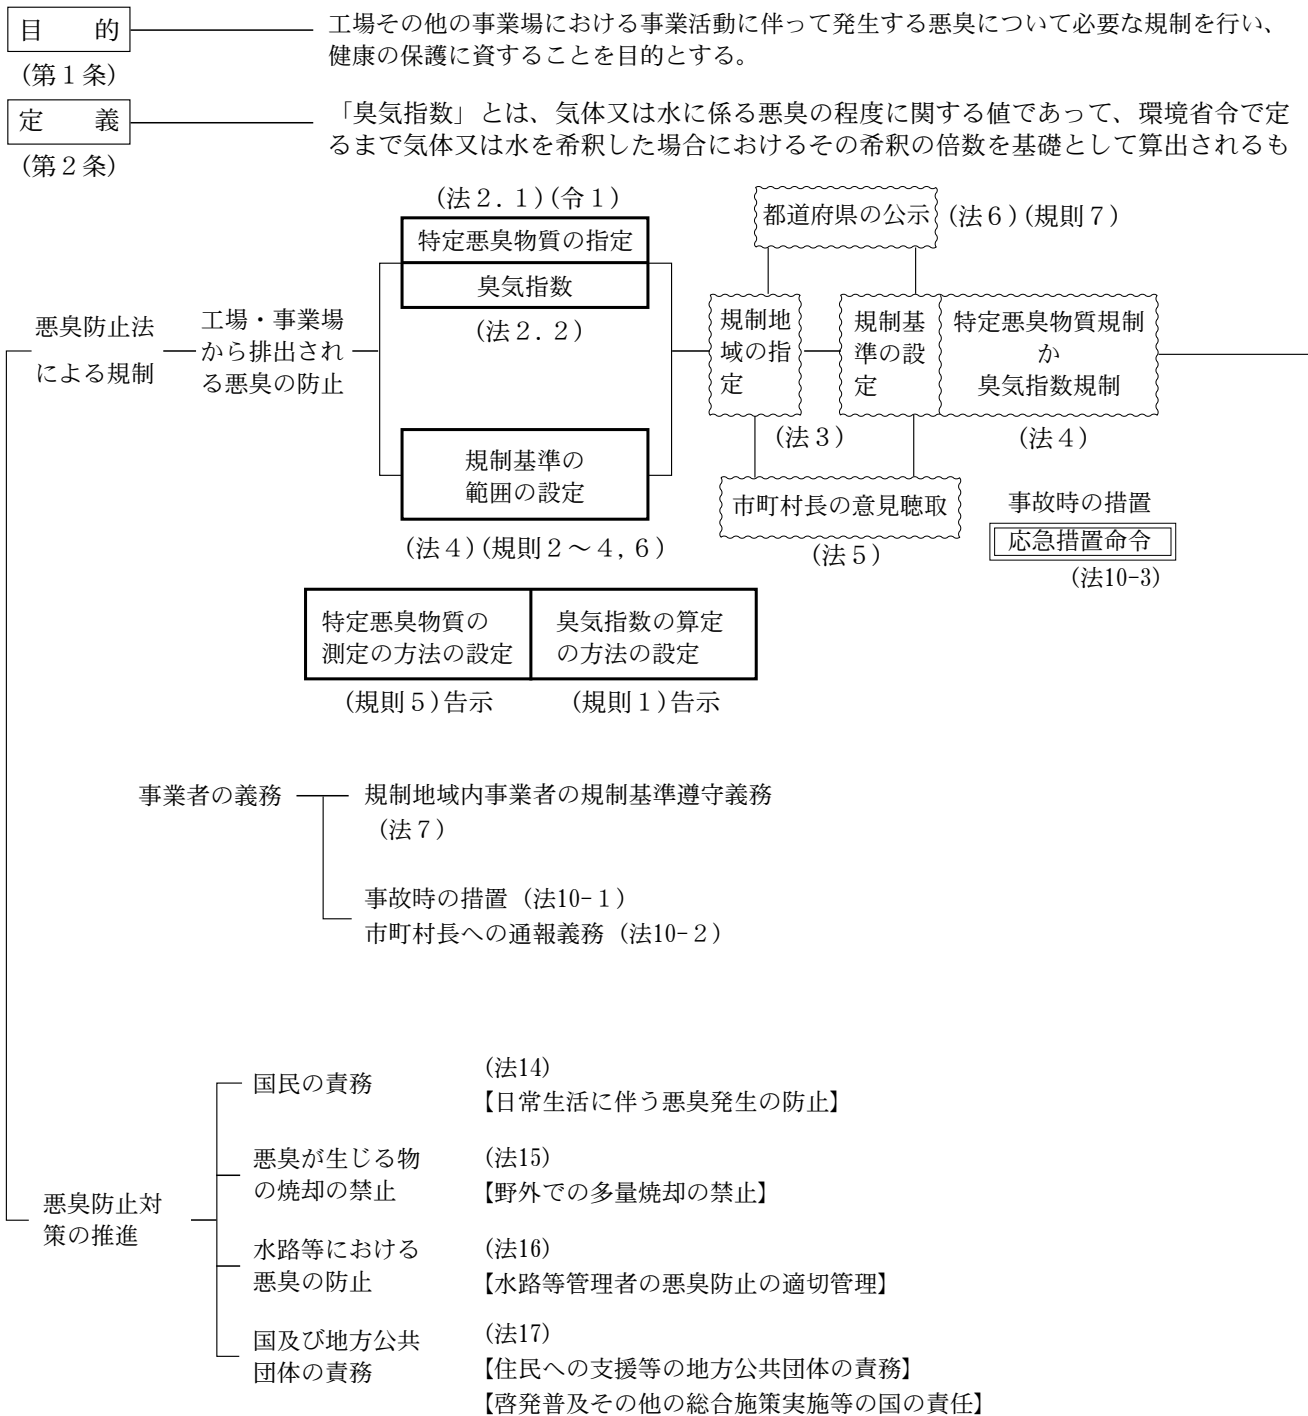 目　的
工場その他の事業場における事業活動に伴って発生する悪臭について必要な規制を行い、
健康の保護に資することを目的とする。
(第１条)
定　義
「臭気指数」とは、気体又は水に係る悪臭の程度に関する値であって、環境省令で定
るまで気体又は水を希釈した場合におけるその希釈の倍数を基礎として算出されるも
(第２条)
(法２. １)(令１)
特定悪臭物質の指定
臭気指数
(法２. ２)
都道府県の公示
(法６)(規則７)
悪臭防止法
による規制
工場・事業場
から排出され
る悪臭の防止
規制地
域の指
定
規制基
準の設
定
特定悪臭物質規制
か
臭気指数規制
(法３)
(法４)
規制基準の
範囲の設定
(法４)(規則２～４, ６)
市町村長の意見聴取
(法５)
事故時の措置
応急措置命令
(法10-3)
特定悪臭物質の
測定の方法の設定
臭気指数の算定
の方法の設定
(規則５)告示
(規則１)告示
事業者の義務
規制地域内事業者の規制基準遵守義務
(法７)
事故時の措置 (法10-１)
市町村長への通報義務 (法10-２)
悪臭防止対
策の推進
国民の責務
(法14)
【日常生活に伴う悪臭発生の防止】
悪臭が生じる物
の焼却の禁止
(法15)
【野外での多量焼却の禁止】
水路等における
悪臭の防止
(法16)
【水路等管理者の悪臭防止の適切管理】
国及び地方公共
団体の責務
(法17)
【住民への支援等の地方公共団体の責務】
【啓発普及その他の総合施策実施等の国の責任】